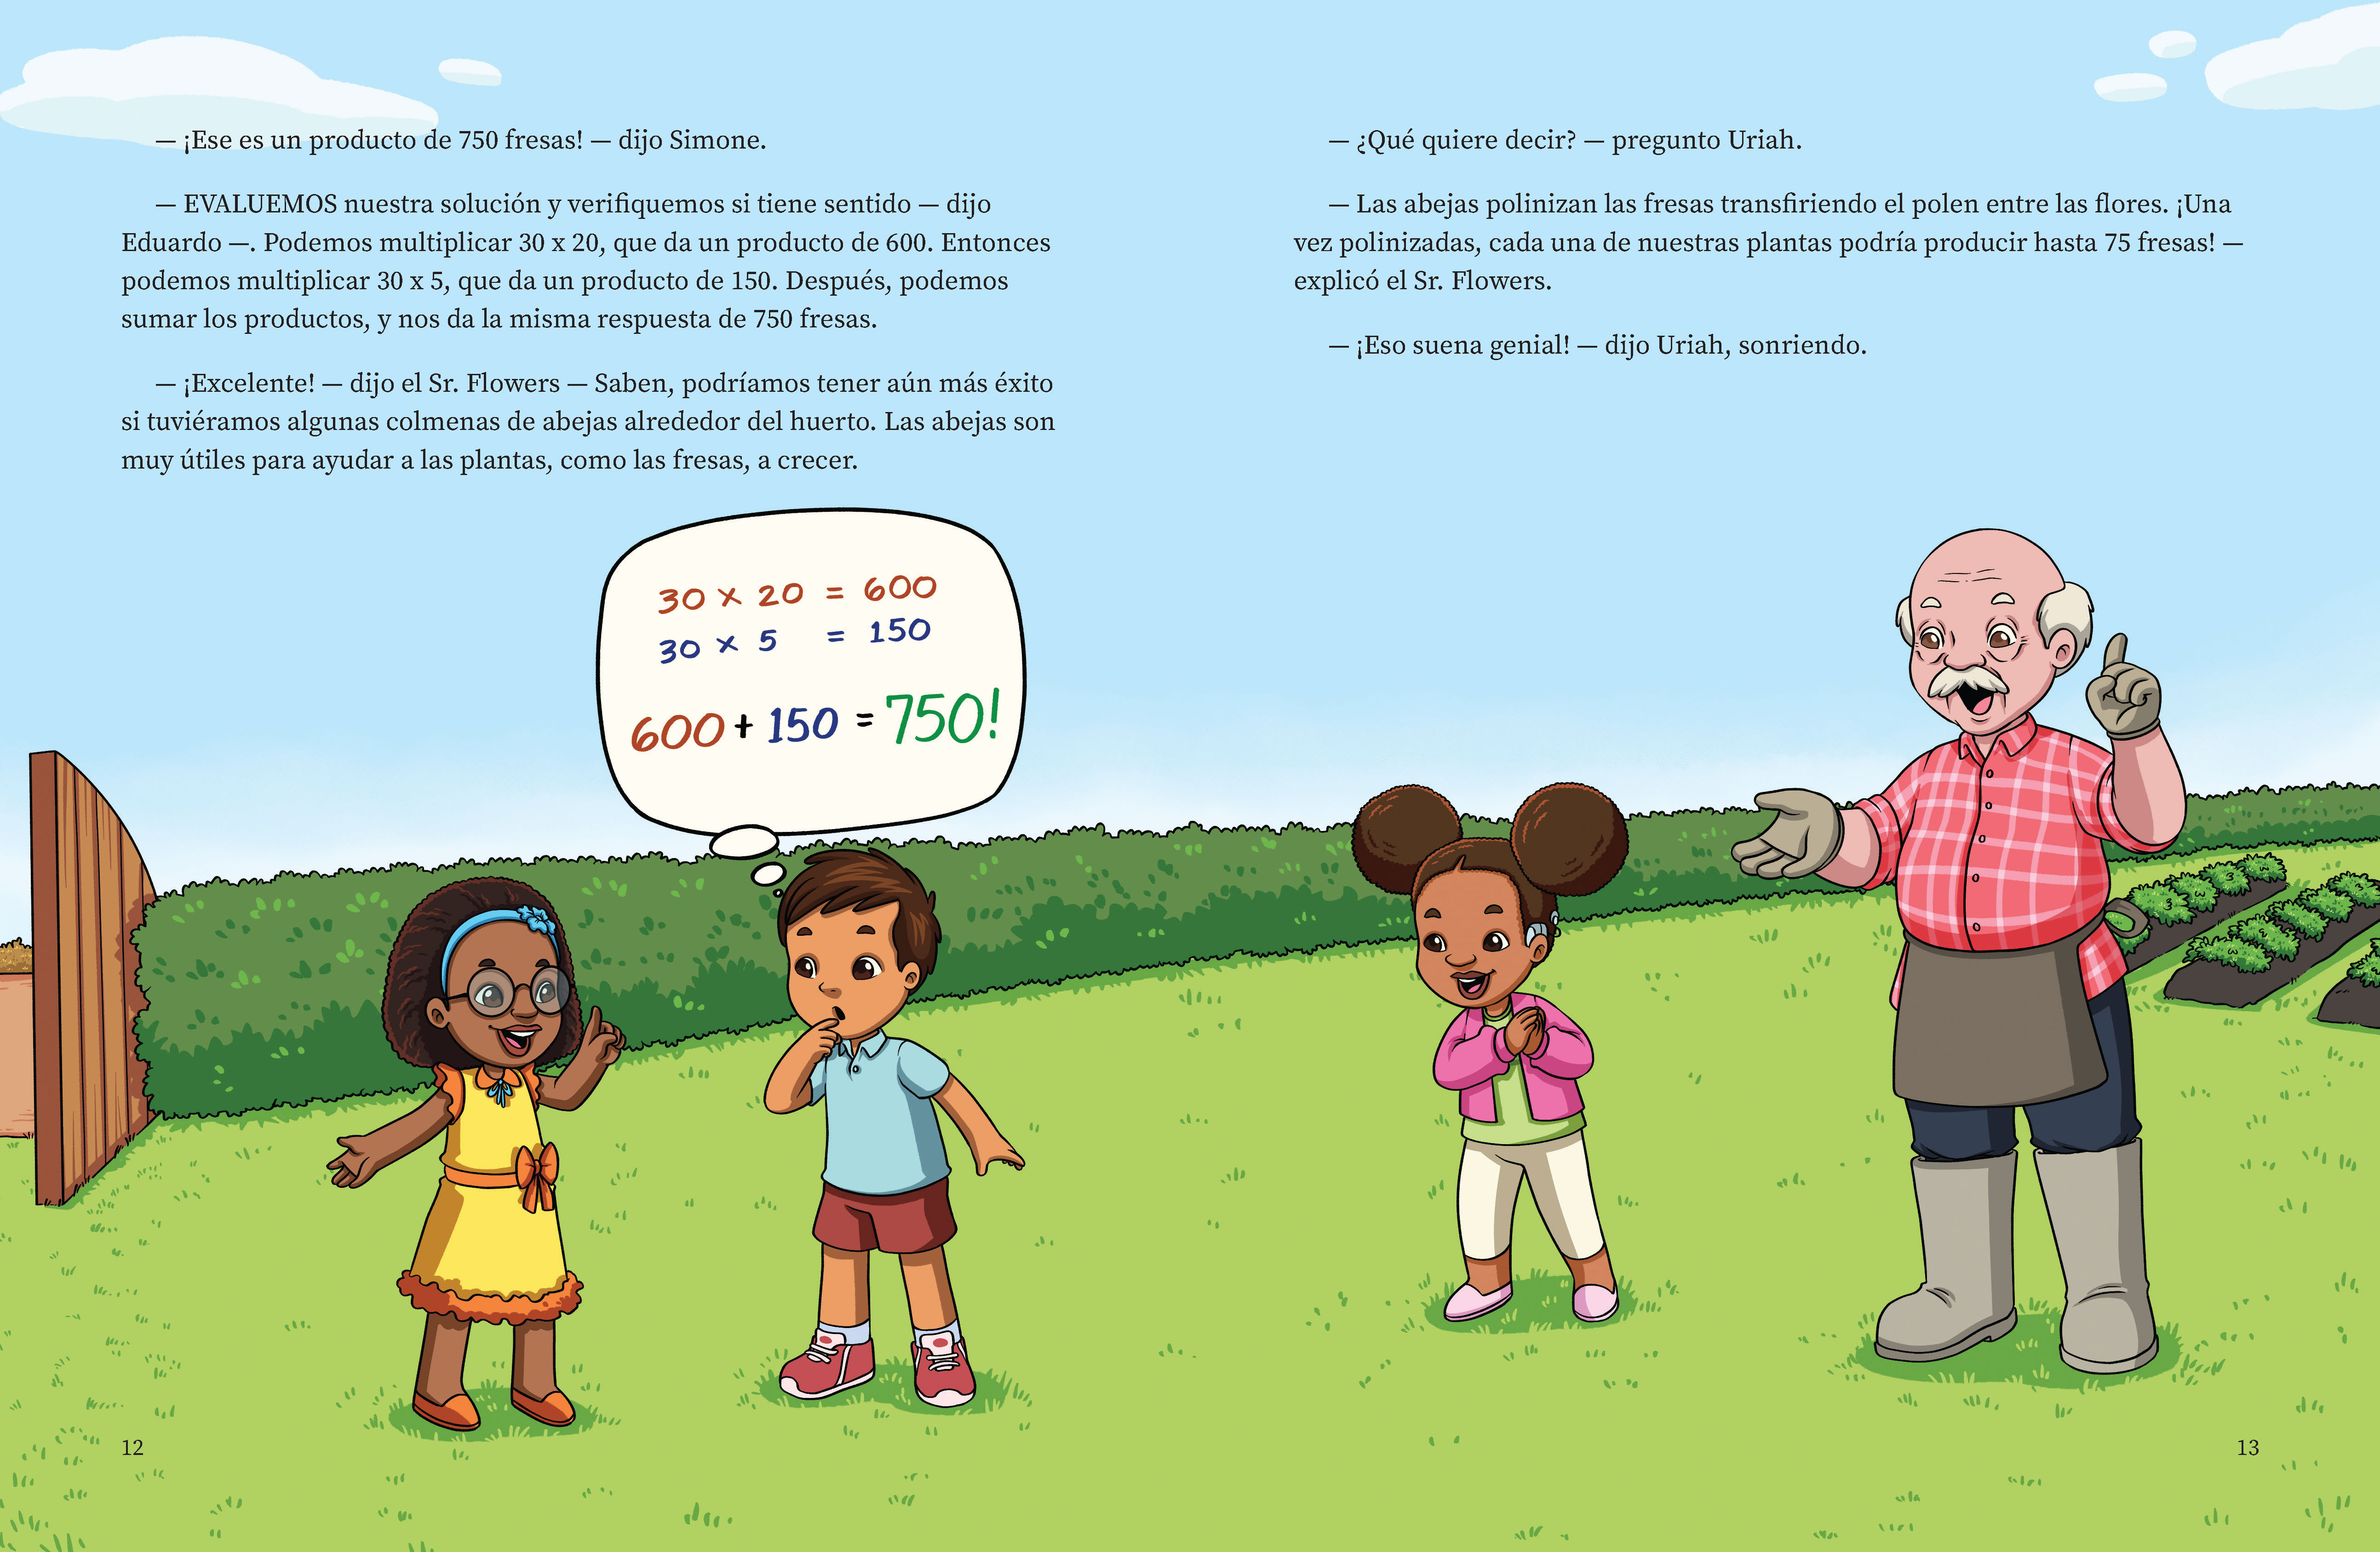 — ¡Ese es un producto de 750 fresas! — dijo Simone.
— EVALUEMOS nuestra solución y verifiquemos si tiene sentido — dijo
Eduardo —. Podemos multiplicar 30 x 20, que da un producto de 600. Entonces
podemos multiplicar 30 x 5, que da un producto de 150. Después, podemos
sumar los productos, y nos da la misma respuesta de 750 fresas.
— ¡Excelente! — dijo el Sr. Flowers — Saben, podríamos tener aún más éxito
si tuviéramos algunas colmenas de abejas alrededor del huerto. Las abejas son
muy útiles para ayudar a las plantas, como las fresas, a crecer.
30 x 20 = 600
30 x 5 = 150
600 + 150 = 750!
12
— ¿Qué quiere decir? — pregunto Uriah.
— Las abejas polinizan las fresas transfiriendo el polen entre las flores. ¡Una
vez polinizadas, cada una de nuestras plantas podría producir hasta 75 fresas! —
explicó el Sr. Flowers.
— ¡Eso suena genial! — dijo Uriah, sonriendo.
13